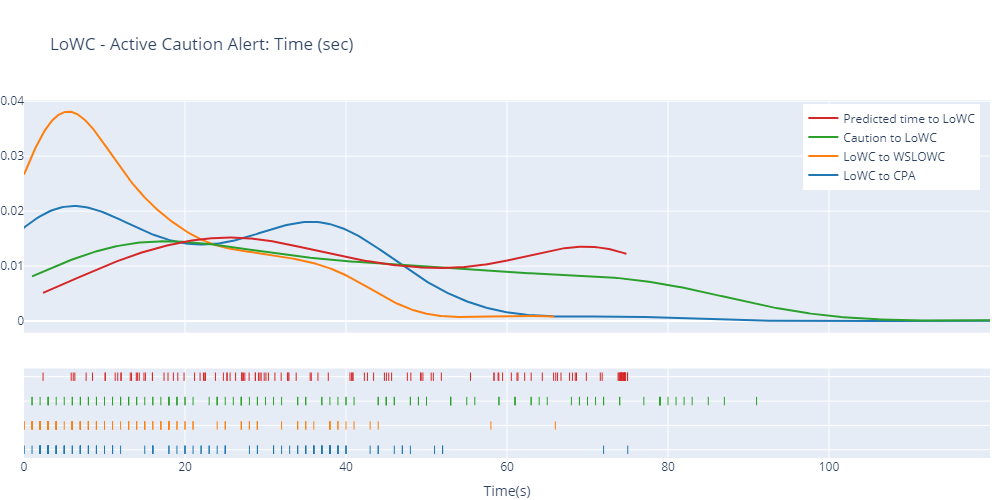 LoWC - Active Caution Alert: Time (sec)
0.04
0.03
0.02
0.01
0
Predicted time to LoWC
Caution to LoWC
LoWC to WSLOWC
LoWC to CPA
0 20 40 60 80 100
Time(s)